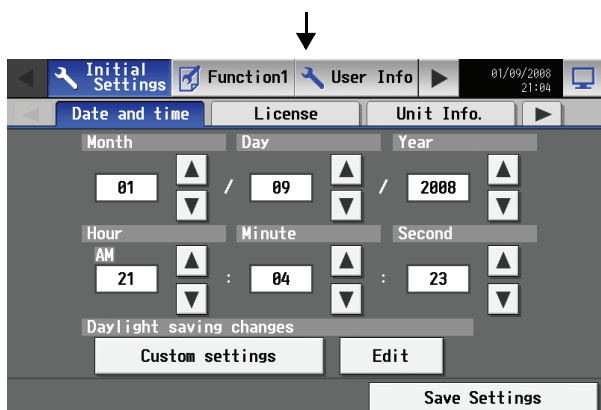 Initial Settings Function1 User Info 01/09/2008 21:04
Date and time License Unit Info.
Month Day Year
01 / 09 / 2008
Hour Minute Second
AM
21 : 04 : 23
Daylight saving changes
Custom settings Edit
Save Settings